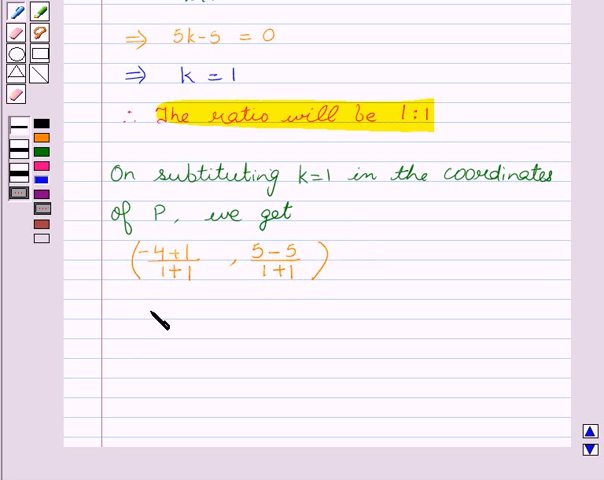 ⇒ 5k-5 = 0
⇒ k = 1
∴ The ratio will be 1:1
On subtituting k=1 in the coordinates
of P, we get
(-4+1/1+1, 5-5/1+1)